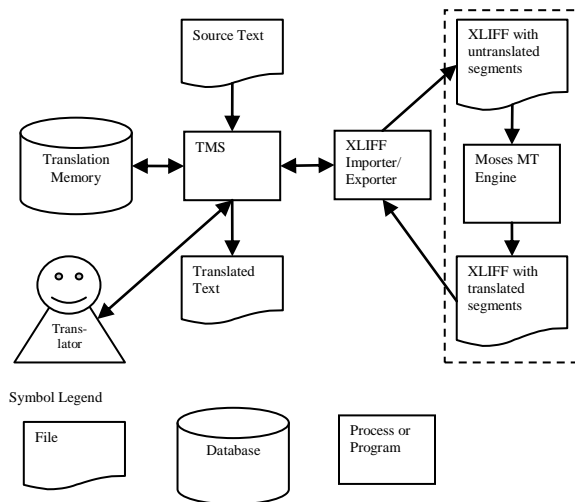 Source Text
XLIFF with
untranslated
segments
Translation
Memory
TMS
XLIFF
Importer/
Exporter
Moses MT
Engine
Translated
Text
XLIFF with
translated
segments
Trans-
lator
Symbol Legend
File
Database
Process or
Program